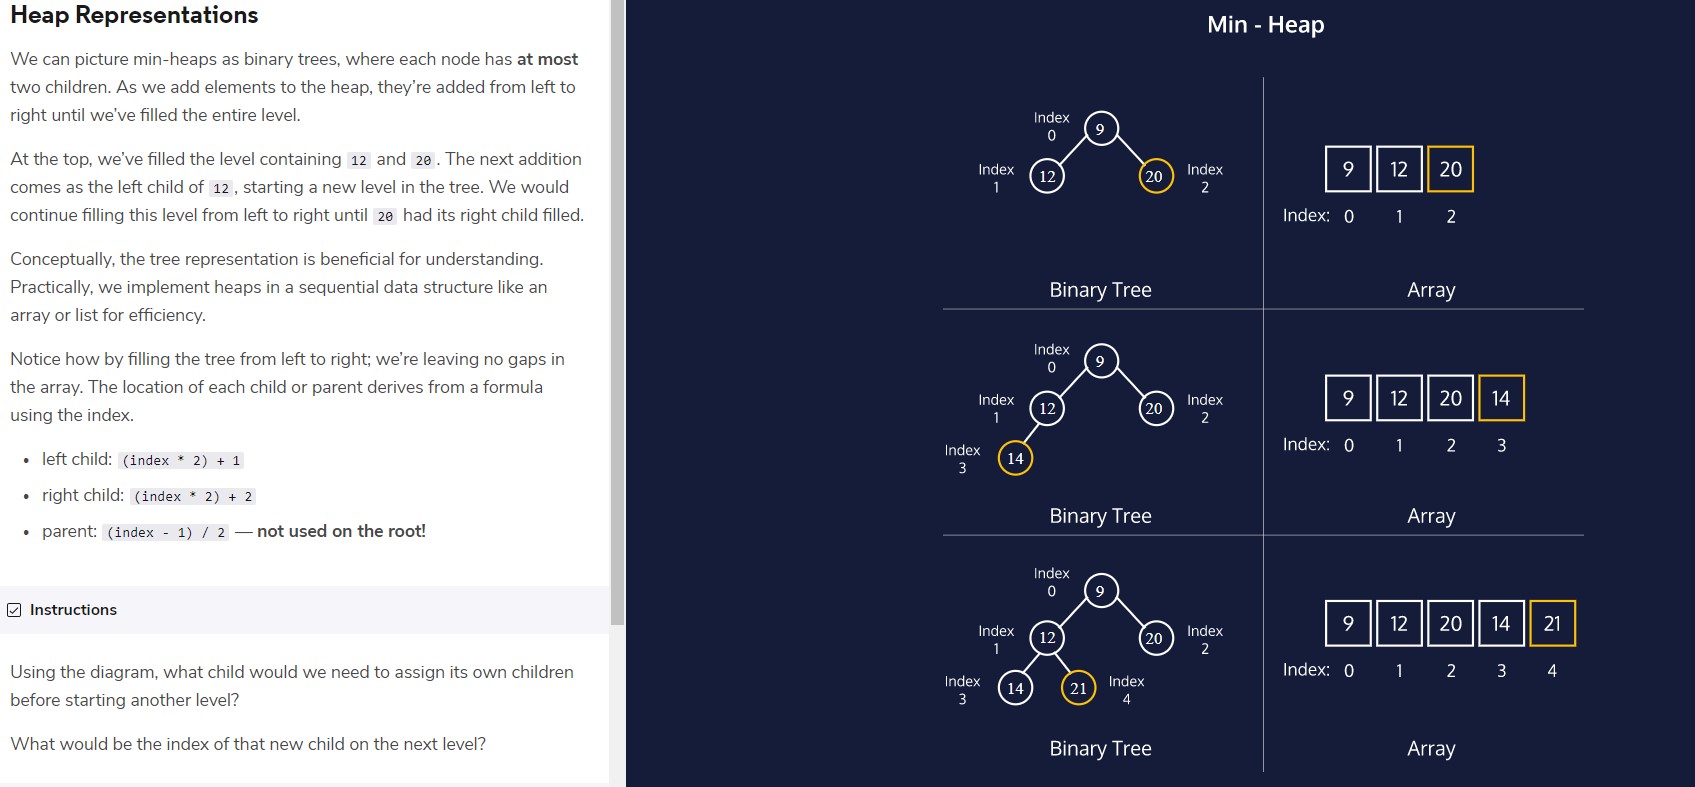 Heap Representations
We can picture min-heaps as binary trees, where each node has at most
two children. As we add elements to the heap, they’re added from left to
right until we’ve filled the entire level.
At the top, we’ve filled the level containing 12 and 20. The next addition
comes as the left child of 12, starting a new level in the tree. We would
continue filling this level from left to right until 20 had its right child filled.
Conceptually, the tree representation is beneficial for understanding.
Practically, we implement heaps in a sequential data structure like an
array or list for efficiency.
Notice how by filling the tree from left to right; we’re leaving no gaps in
the array. The location of each child or parent derives from a formula
using the index.
• left child: (index * 2) + 1
• right child: (index * 2) + 2
• parent: (index - 1) / 2 — not used on the root!
Instructions
Using the diagram, what child would we need to assign its own children
before starting another level?
What would be the index of that new child on the next level?
Min - Heap
Index
0
9
Index
1
12
20
Index
2
Binary Tree
9 12 20
Index: 0 1 2
Array
Index
0
9
Index
1
12
20
Index
2
Index
3
14
Binary Tree
9 12 20 14
Index: 0 1 2 3
Array
Index
0
9
Index
1
12
20
Index
2
Index
3
14
21
Index
4
Binary Tree
9 12 20 14 21
Index: 0 1 2 3 4
Array